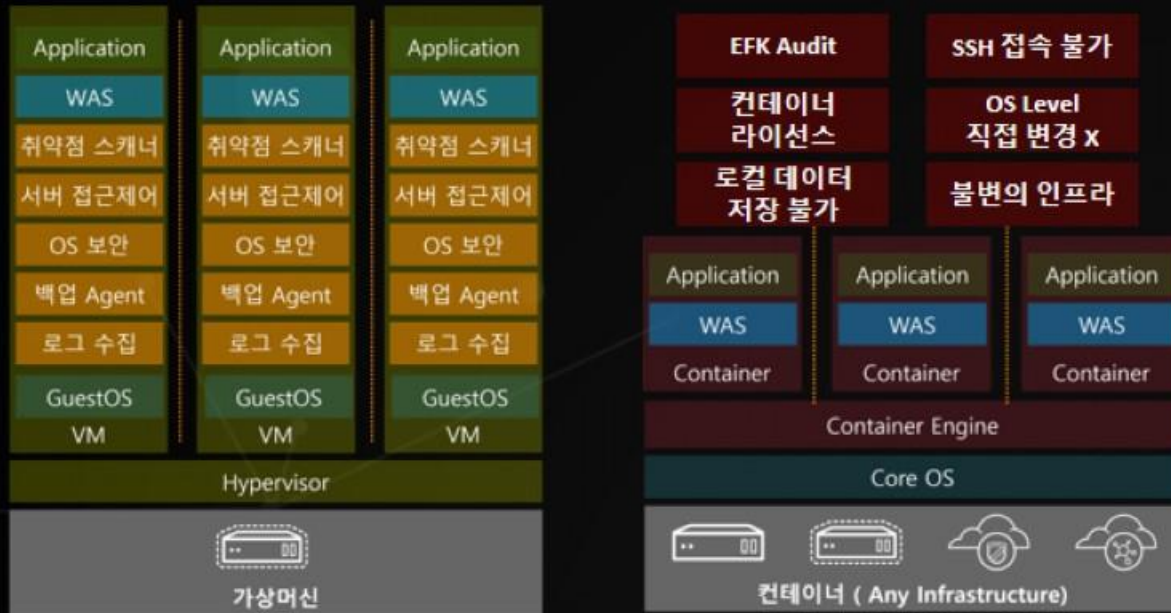 Application Application Application
WAS WAS WAS
취약점 스캐너 취약점 스캐너 취약점 스캐너
서버 접근제어 서버 접근제어 서버 접근제어
OS 보안 OS 보안 OS 보안
백업 Agent 백업 Agent 백업 Agent
로그 수집 로그 수집 로그 수집
GuestOS GuestOS GuestOS
VM VM VM
Hypervisor
가상머신
EFK Audit
SSH 접속 불가
컨테이너
라이선스
OS Level
직접 변경 X
로컬 데이터
저장 불가
불변의 인프라
Application Application Application
WAS WAS WAS
Container Container Container
Container Engine
Core OS
컨테이너 ( Any Infrastructure)